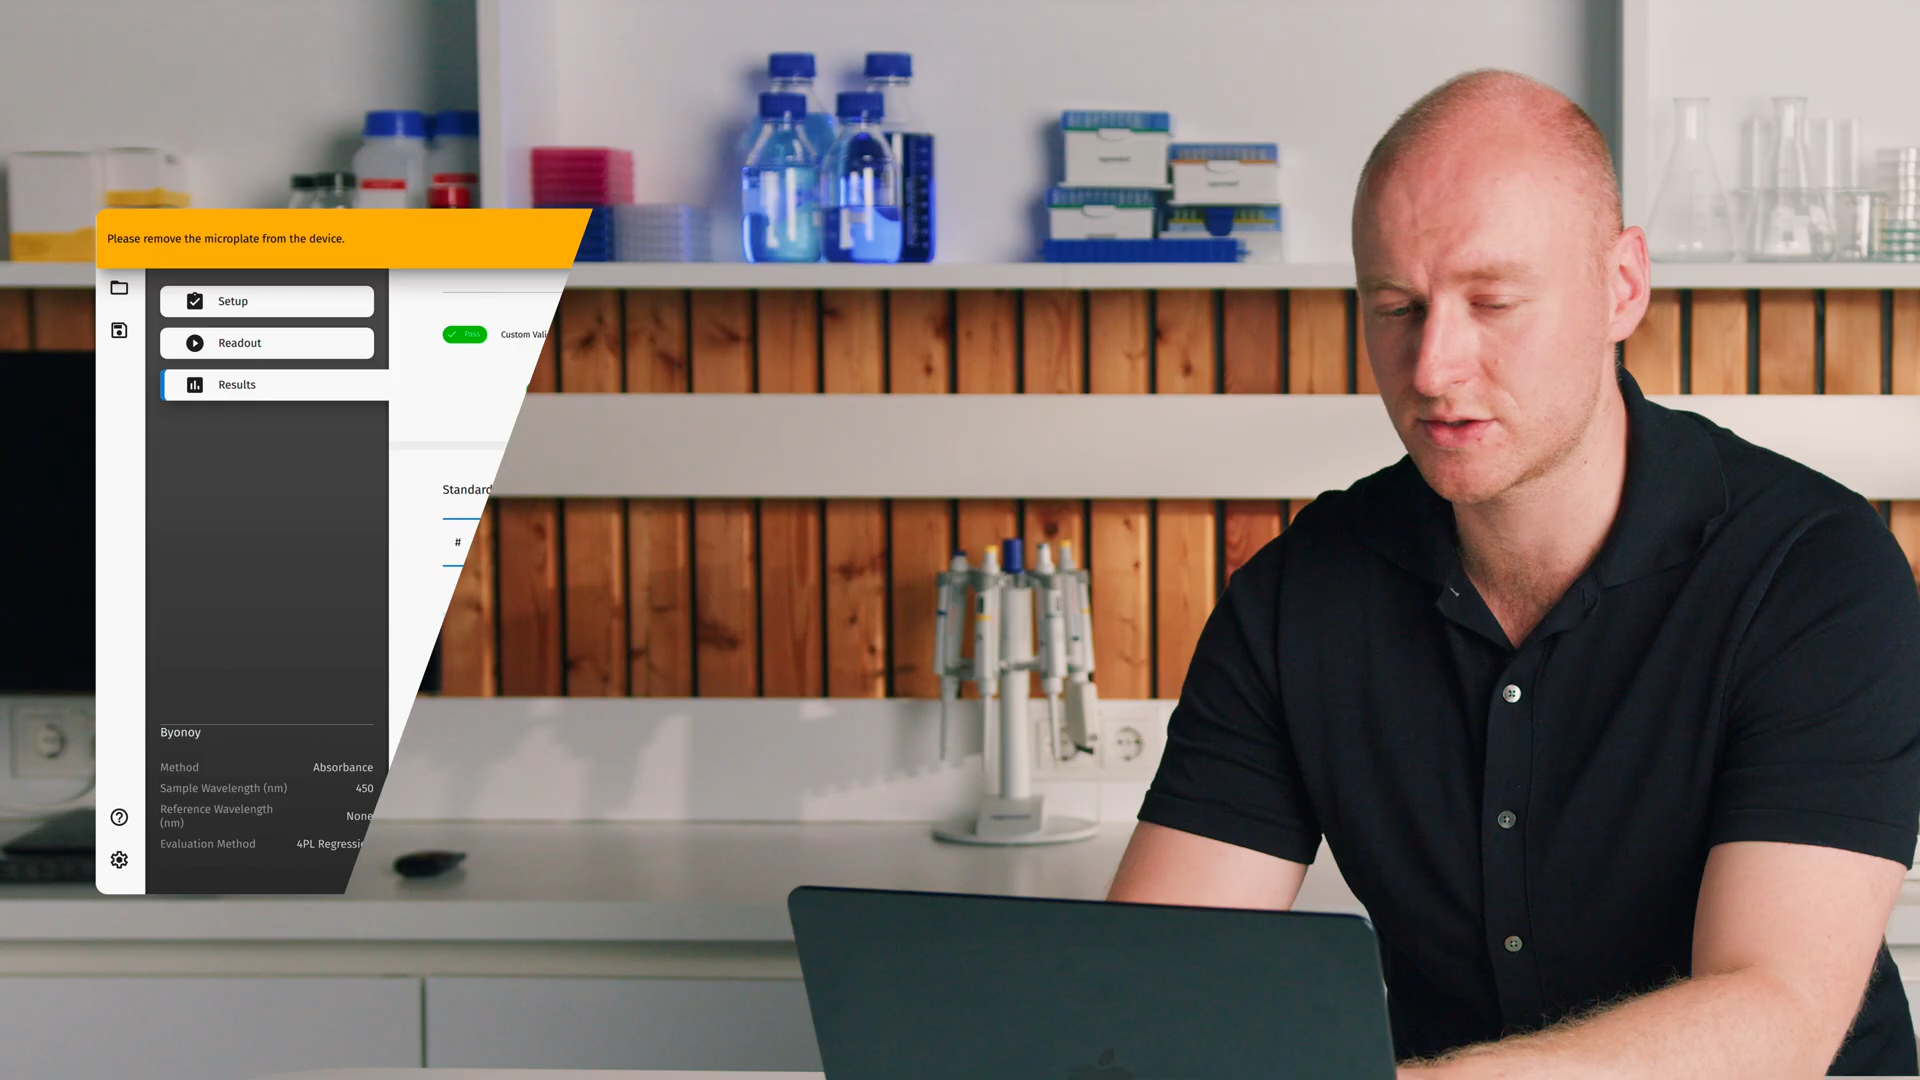 Please remove the microplate from the device.
Setup
Pass
Custom Vali
Readout
Results
Standard
#
Byonoy
Method
Absorbance
Sample Wavelength (nm)
450
Reference Wavelength
(nm)
None
Evaluation Method
4PL Regressi